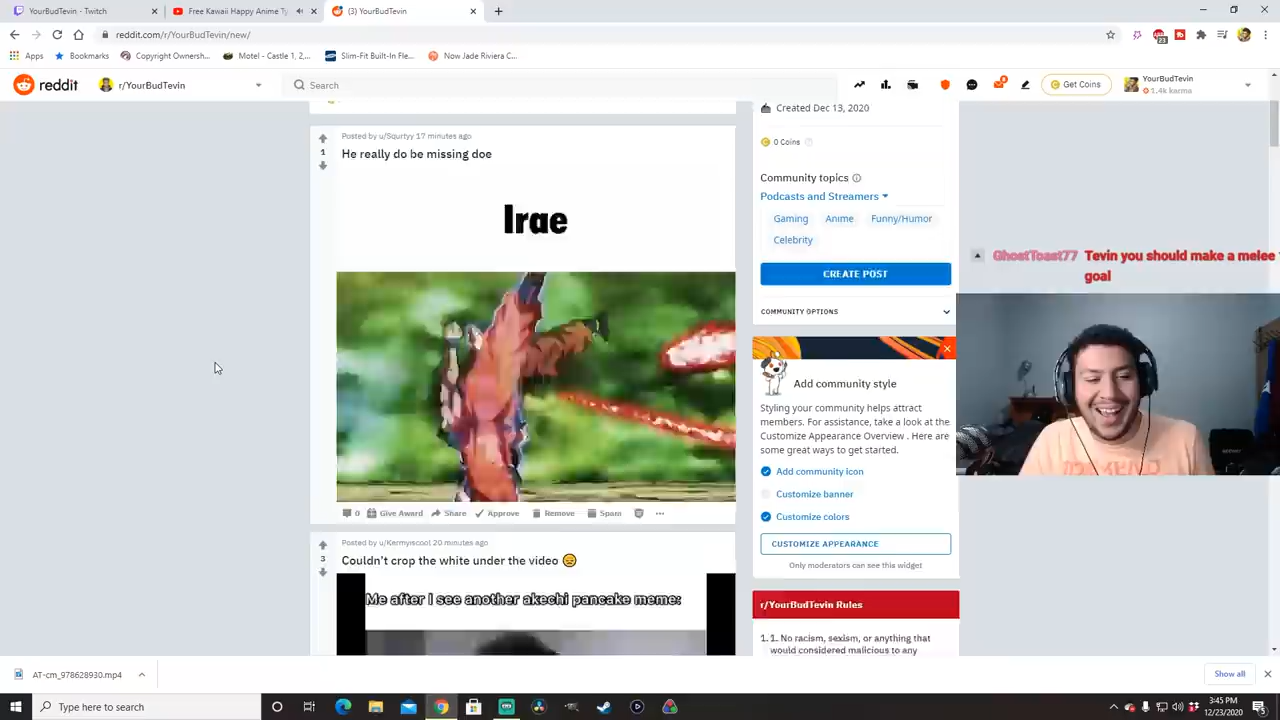 YourBudTevin - Twitch
Free Kawaii Happy Anime Ty
(3) YourBudTevin
reddit.com/r/YourBudTevin/new/
23
Apps
Bookmarks
Copyright Ownersh...
Motel - Castle 1, 2,...
Slim-Fit Built-In Fle...
Now Jade Riviera C...
reddit
r/YourBudTevin
Search
Get Coins
YourBudTevin
1.4k karma
Created Dec 13, 2020
0 Coins
Community topics
Podcasts and Streamers
Gaming
Anime
Funny/Humor
Celebrity
CREATE POST
COMMUNITY OPTIONS
Add community style
Styling your community helps attract
members. For assistance, take a look at the
Customize Appearance Overview . Here are
some great ways to get started.
Add community icon
Customize banner
Customize colors
CUSTOMIZE APPEARANCE
Only moderators can see this widget
r/YourBudTevin Rules
1. 1. No racism, sexism, or anything that
would considered malicious to any
Posted by u/Squrtyy 17 minutes ago
1
He really do be missing doe
Irae
0
Give Award
Share
Approve
Remove
Spam
Posted by u/Kermyiscool 20 minutes ago
3
Couldn't crop the white under the video 😔
Me after I see another akechi pancake meme:
GhostToast77 Tevin you should make a melee
goal
AT-cm_978628930.mp4
Show all
Type here to search
3:45 PM
12/23/2020